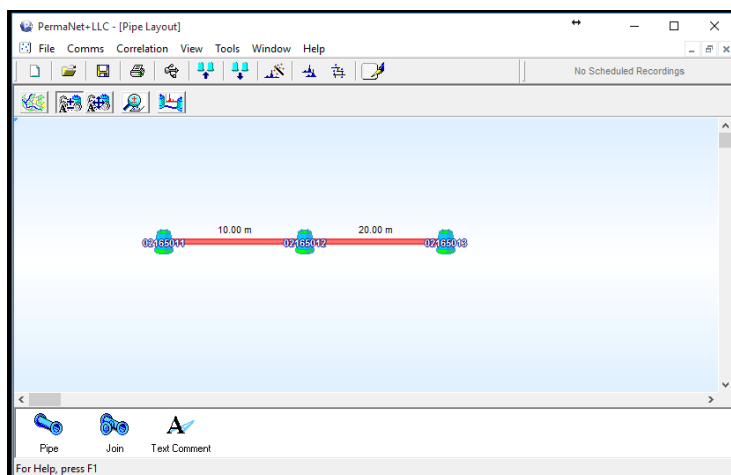 PermaNet+LLC - [Pipe Layout]
File Comms Correlation View Tools Window Help
No Scheduled Recordings
10.00 m 20.00 m
02165011 02165012 02165013
Pipe Join Text Comment
For Help, press F1